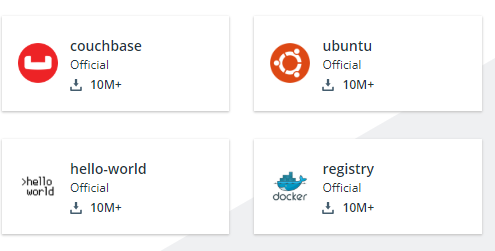 couchbase
Official
10M+
ubuntu
Official
10M+
>hello
world
hello-world
Official
10M+
docker
registry
Official
10M+